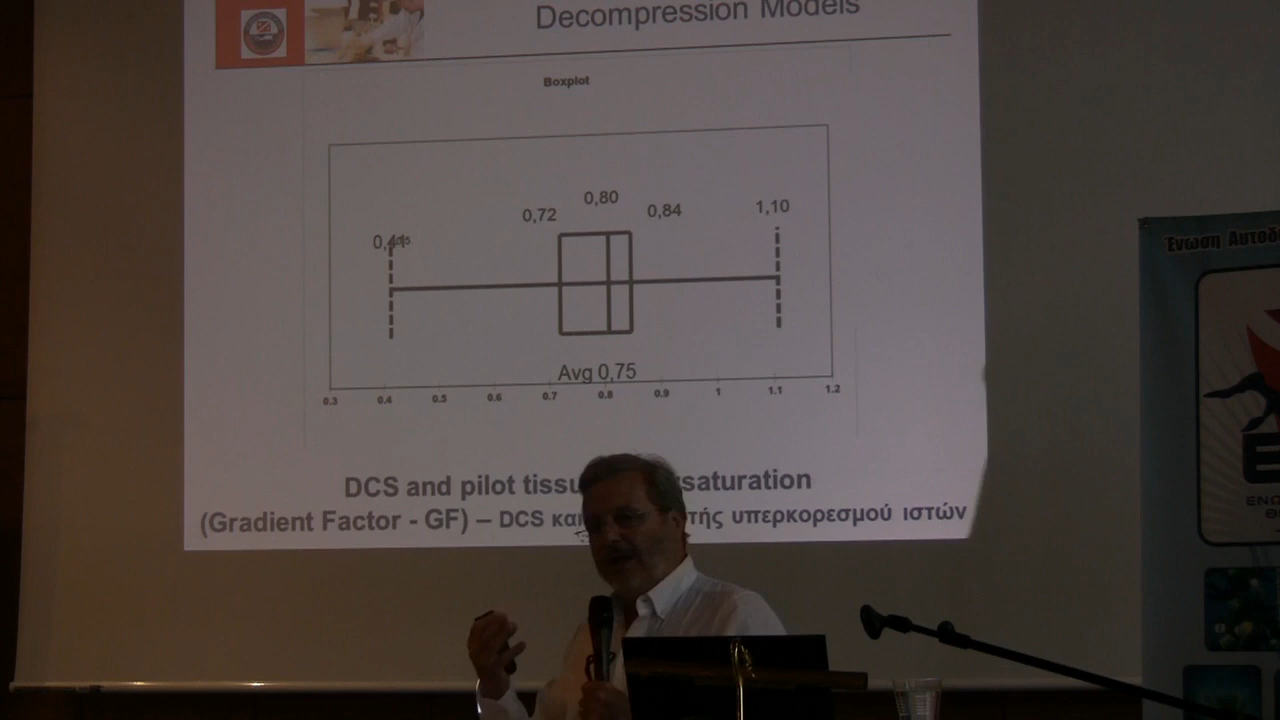 Decompression Models
Boxplot
0,80
0,72
0,84
1,10
Avg 0,75
0.3 0.4 0.5 0.6 0.7 0.8 0.9 1 1.1 1.2
DCS and pilot
(Gradient Factor - GF) – DCS και υπερκορεσμού ιστών
Ένωση